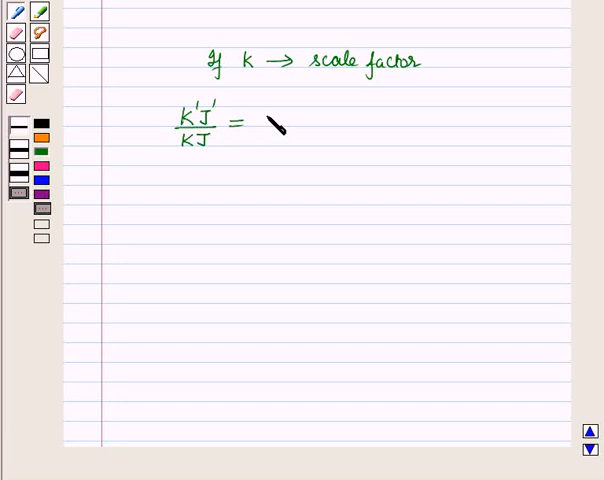 If k → scale factor
K'J'/KJ =